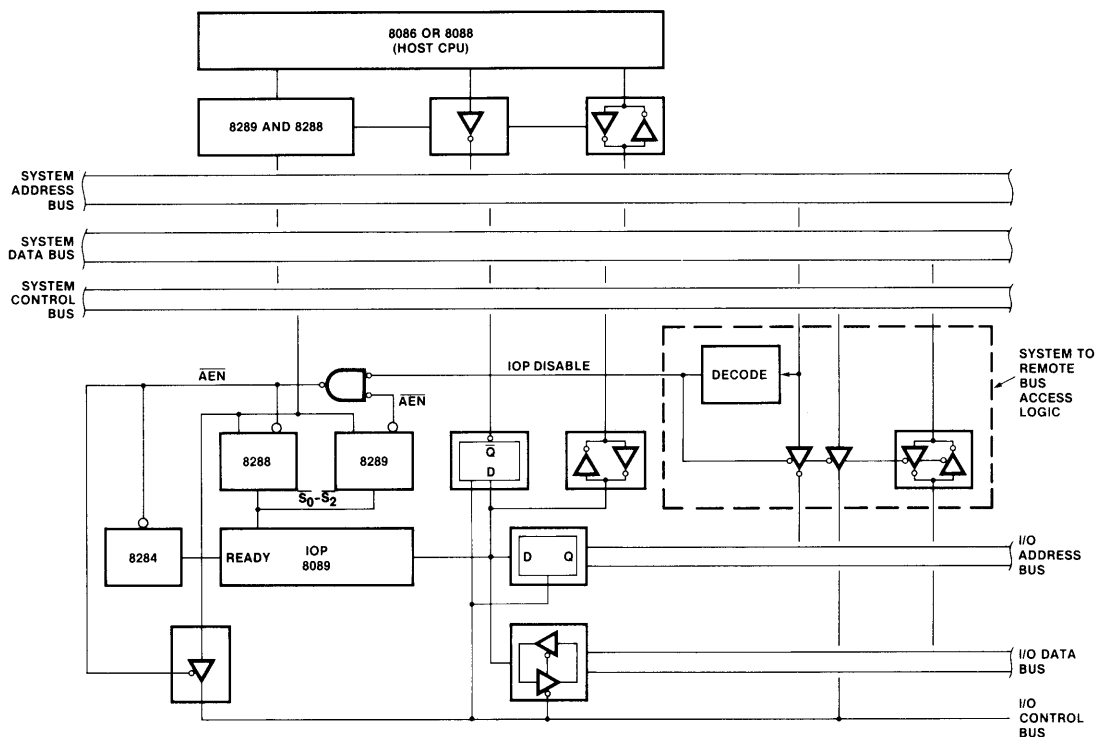 8086 OR 8088
(HOST CPU)
8289 AND 8288
SYSTEM
ADDRESS
BUS
SYSTEM
DATA BUS
SYSTEM
CONTROL
BUS
SYSTEM TO
REMOTE
BUS
ACCESS
LOGIC
IOP DISABLE
DECODE
AEN
AEN
8288
8289
Q
D
S0-S2
8284
READY
IOP
8089
D Q
I/O
ADDRESS
BUS
I/O DATA
BUS
I/O
CONTROL
BUS